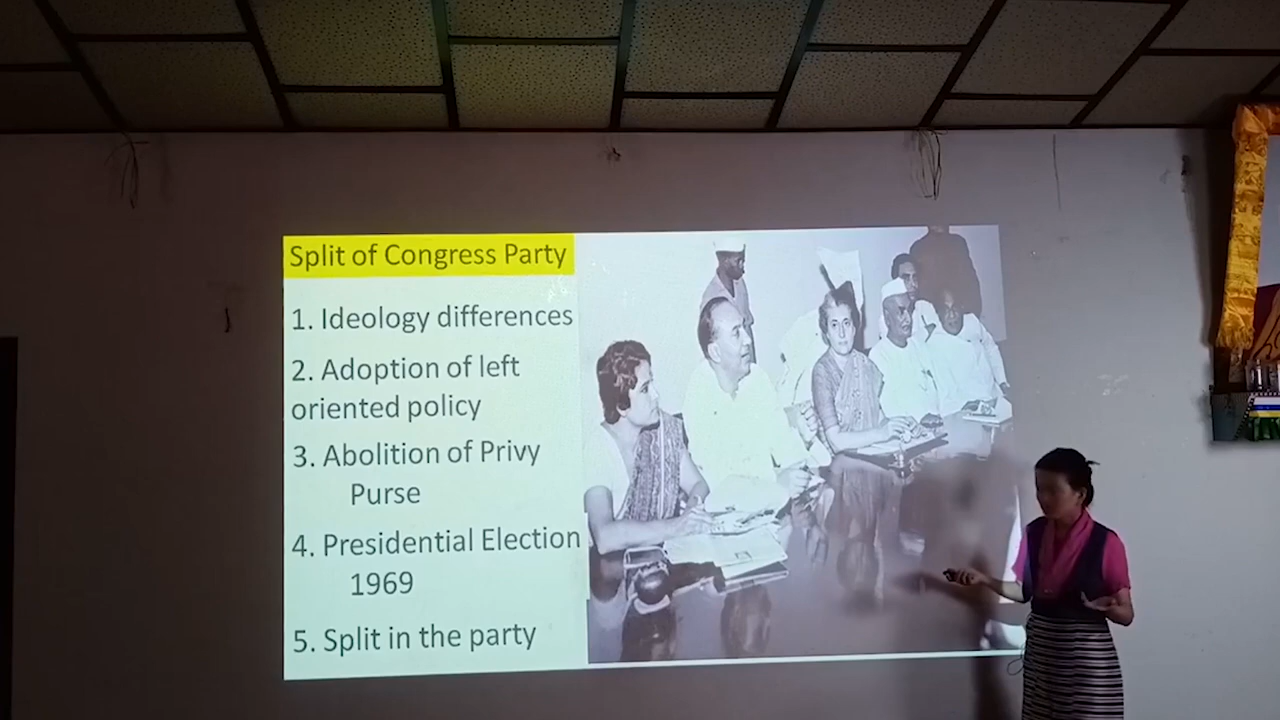 Split of Congress Party
1. Ideology differences
2. Adoption of left
oriented policy
3. Abolition of Privy
Purse
4. Presidential Election
1969
5. Split in the party